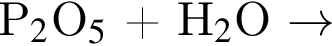 P₂O₅ + H₂O →